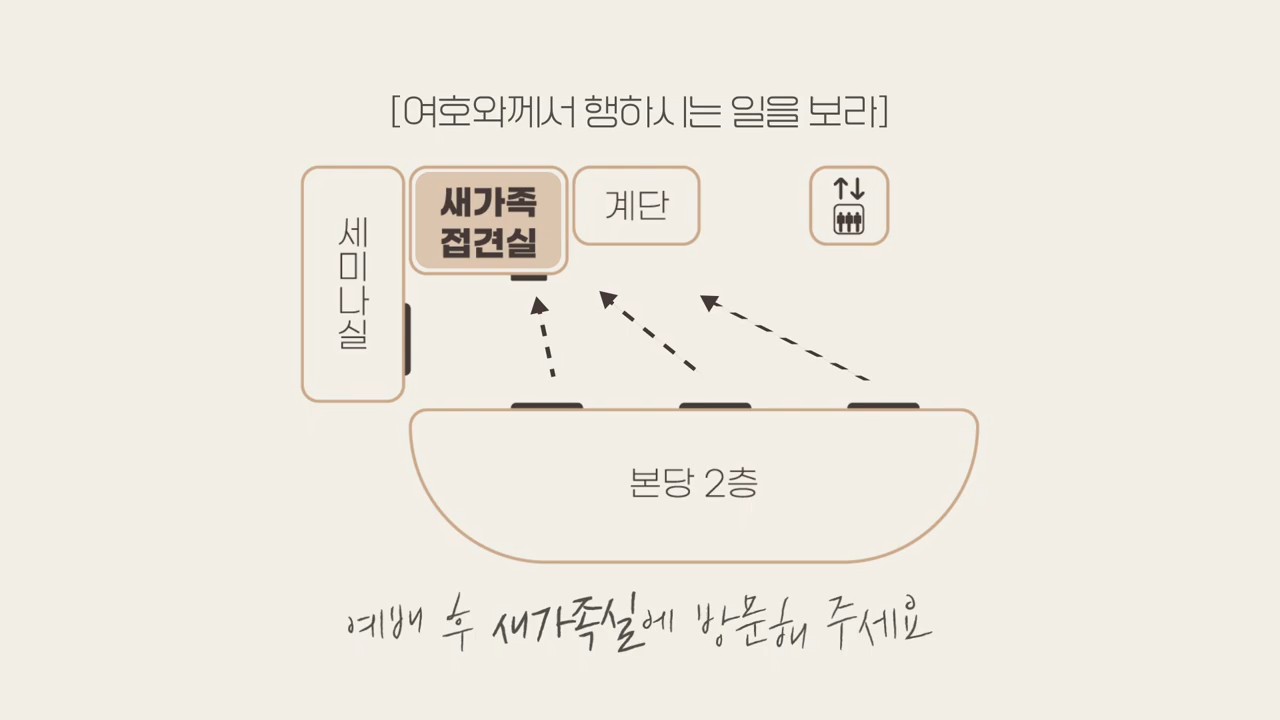 [여호와께서 행하시는 일을 보라]
세미나실
새가족
접견실
계단
본당 2층
예배 후 새가족실에 방문해 주세요